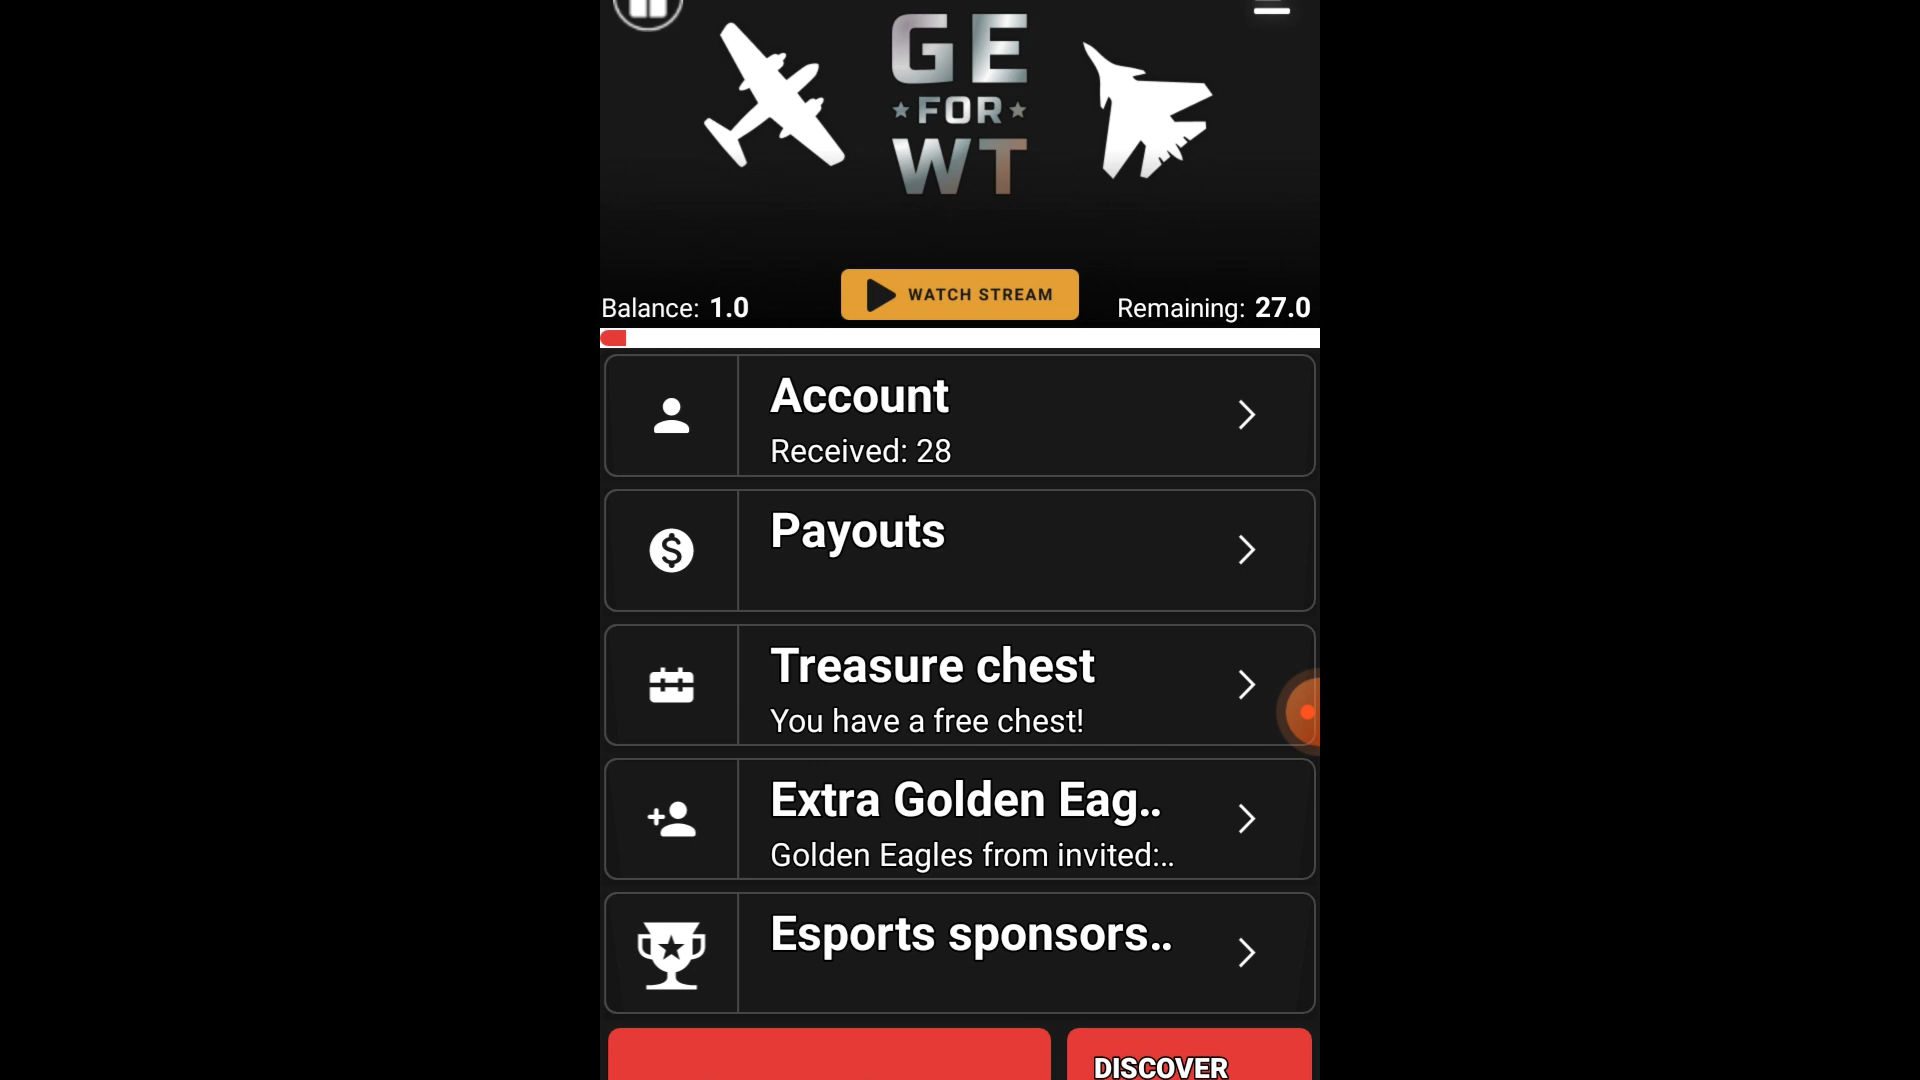 GE
FOR
WT
WATCH STREAM
Balance: 1.0
Remaining: 27.0
Account
Received: 28
Payouts
Treasure chest
You have a free chest!
Extra Golden Eag..
Golden Eagles from invited:..
Esports sponsors..
DISCOVER